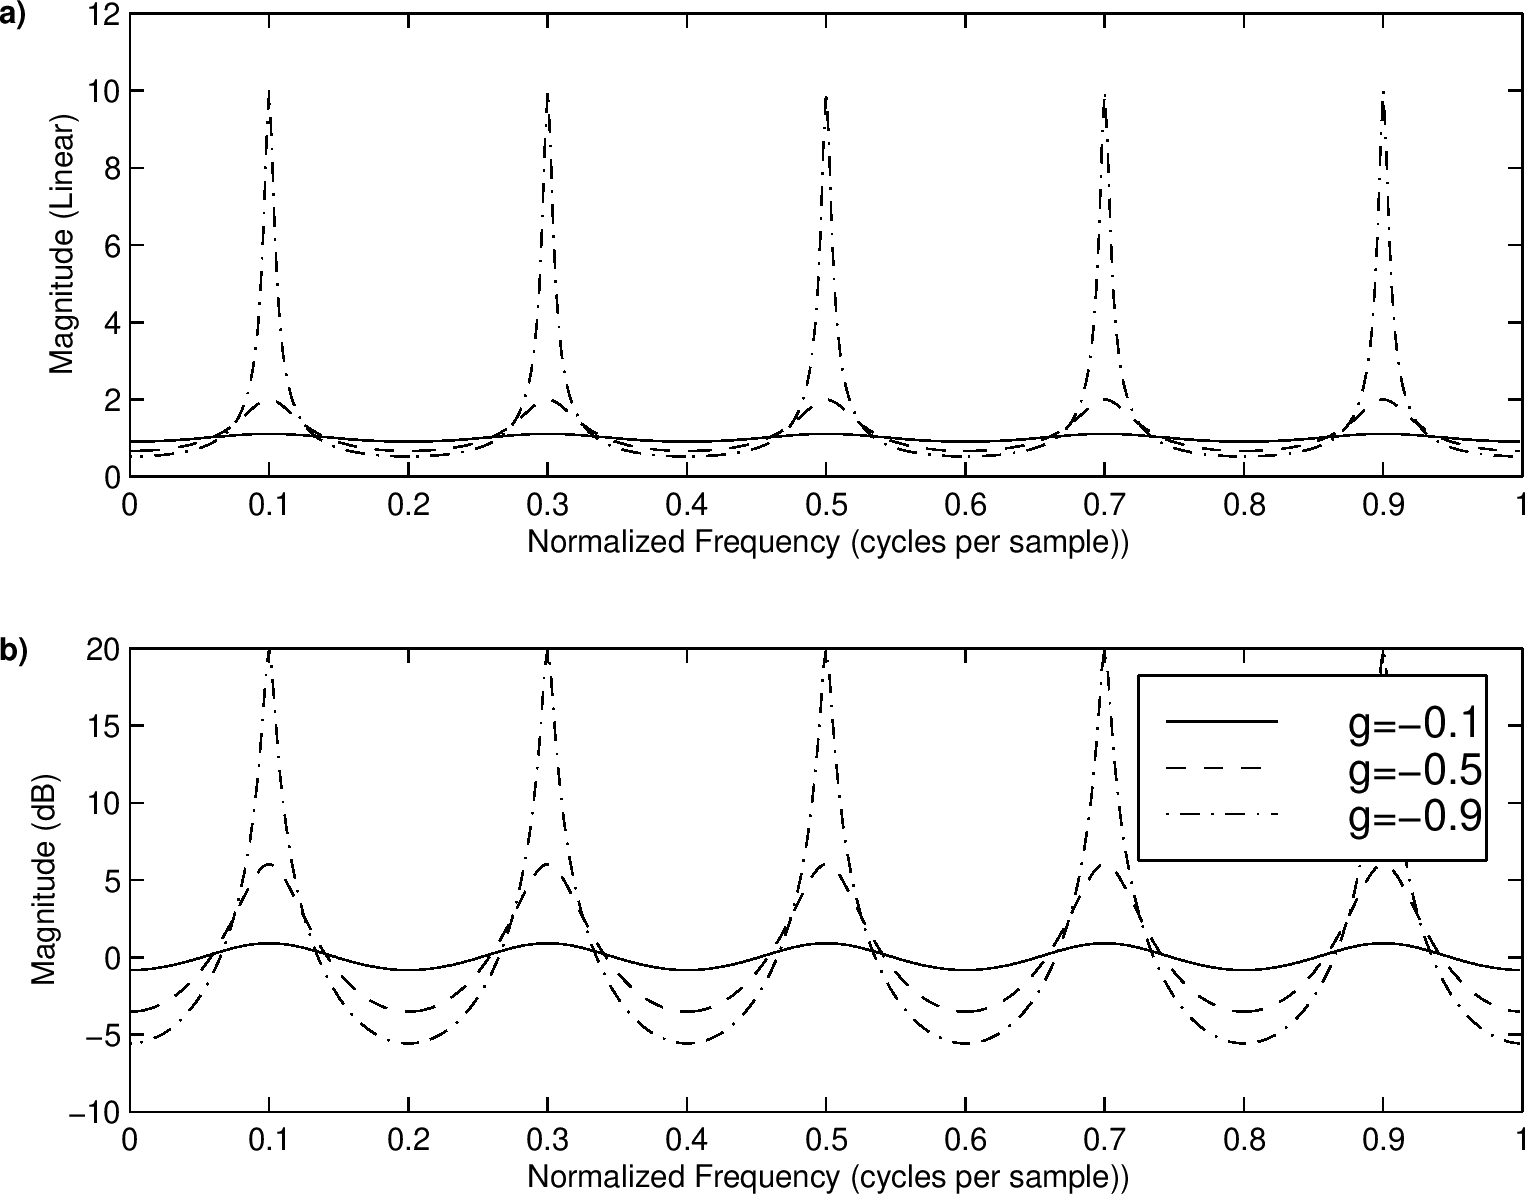 a)
12
10
8
6
4
2
0
Magnitude (Linear)
0 0.1 0.2 0.3 0.4 0.5 0.6 0.7 0.8 0.9 1
Normalized Frequency (cycles per sample))
b)
20
15
10
5
0
−5
−10
Magnitude (dB)
g=−0.1
g=−0.5
g=−0.9
0 0.1 0.2 0.3 0.4 0.5 0.6 0.7 0.8 0.9 1
Normalized Frequency (cycles per sample))